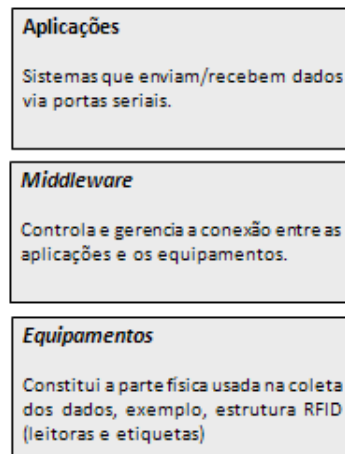 Aplicações
Sistemas que enviam/recebem dados
via portas seriais.
Middleware
Controla e gerencia a conexão entre as
aplicações e os equipamentos.
Equipamentos
Constitui a parte física usada na coleta
dos dados, exemplo, estrutura RFID
(leitoras e etiquetas)